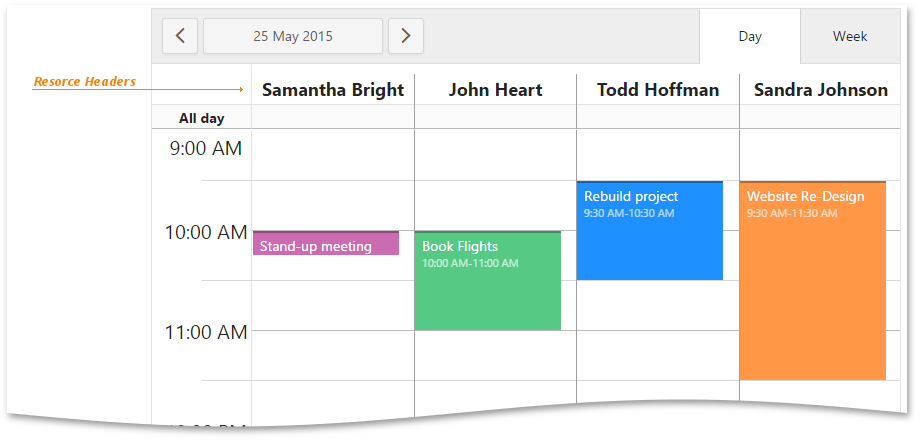 25 May 2015
Day
Week
Resorce Headers
Samantha Bright
John Heart
Todd Hoffman
Sandra Johnson
All day
9:00 AM
Rebuild project
9:30 AM-10:30 AM
Website Re-Design
9:30 AM-11:30 AM
10:00 AM
Stand-up meeting
Book Flights
10:00 AM-11:00 AM
11:00 AM